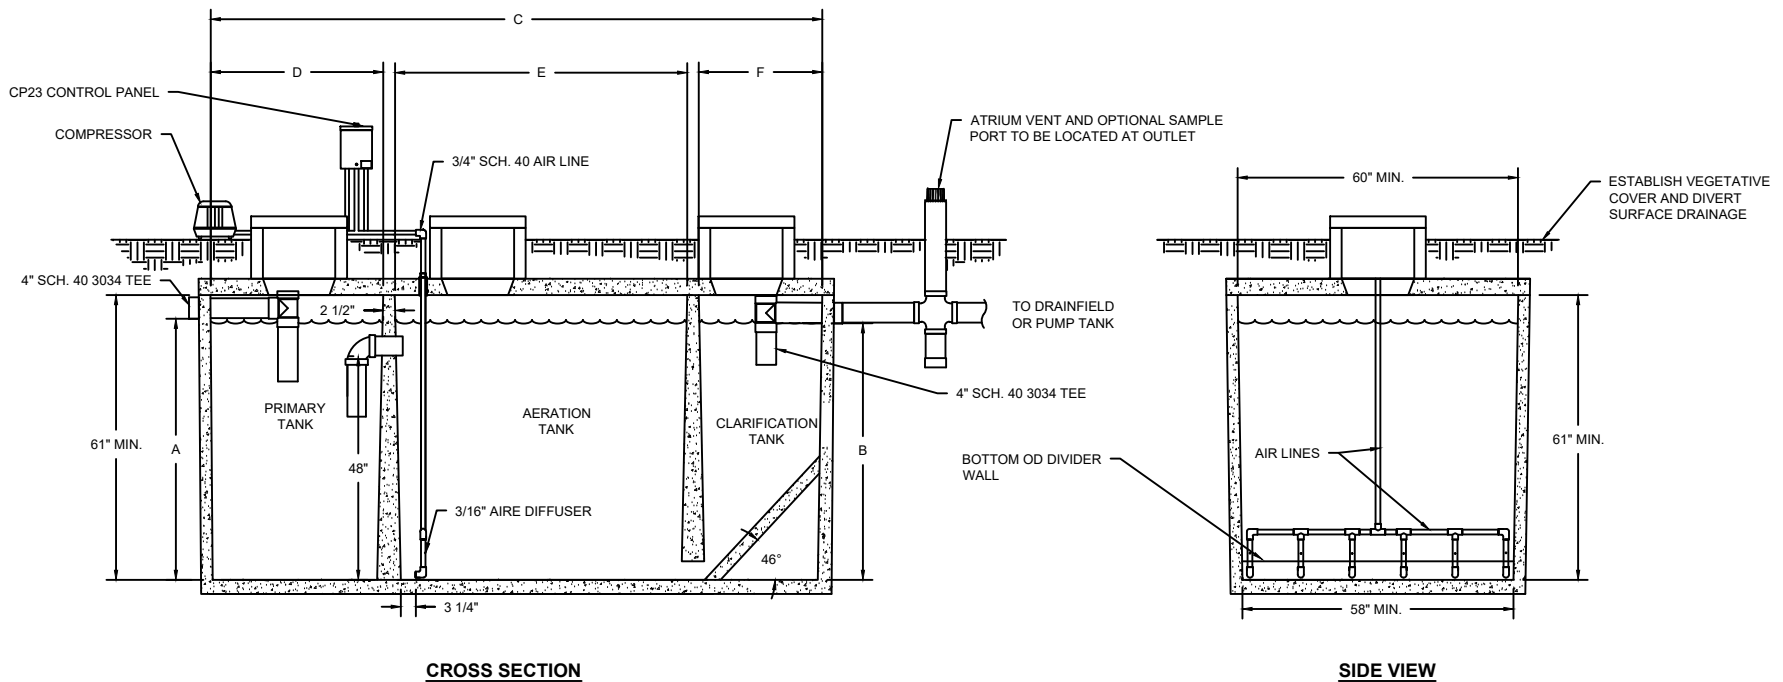 C
D
E
F
CP23 CONTROL PANEL
COMPRESSOR
3/4" SCH. 40 AIR LINE
ATRIUM VENT AND OPTIONAL SAMPLE
PORT TO BE LOCATED AT OUTLET
60" MIN.
ESTABLISH VEGETATIVE
COVER AND DIVERT
SURFACE DRAINAGE
4" SCH. 40 3034 TEE
2 1/2"
TO DRAINFIELD
OR PUMP TANK
4" SCH. 40 3034 TEE
PRIMARY
TANK
AERATION
TANK
CLARIFICATION
TANK
61" MIN.
A
48"
B
BOTTOM OD DIVIDER
WALL
AIR LINES
61" MIN.
3/16" AIRE DIFFUSER
46°
3 1/4"
58" MIN.
CROSS SECTION
SIDE VIEW